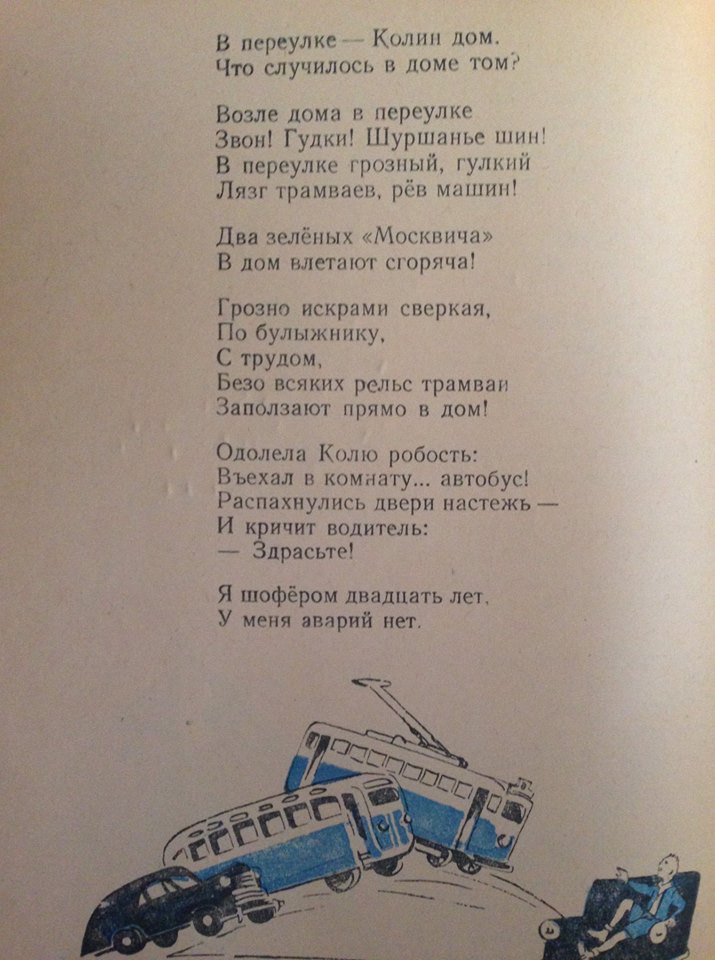 В переулке — Колин дом.
Что случилось в доме том?
Возле дома в переулке
Звон! Гудки! Шуршанье шин!
В переулке грозный, гулкий
Лязг трамваев, рёв машин!
Два зелёных «Москвича»
В дом влетают сгоряча!
Грозно искрами сверкая,
По булыжнику,
С трудом,
Безо всяких рельс трамваи
Заползают прямо в дом!
Одолела Колю робость:
Въехал в комнату... автобус!
Распахнулись двери настежь —
И кричит водитель:
— Здрасьте!
Я шофёром двадцать лет,
У меня аварий нет.